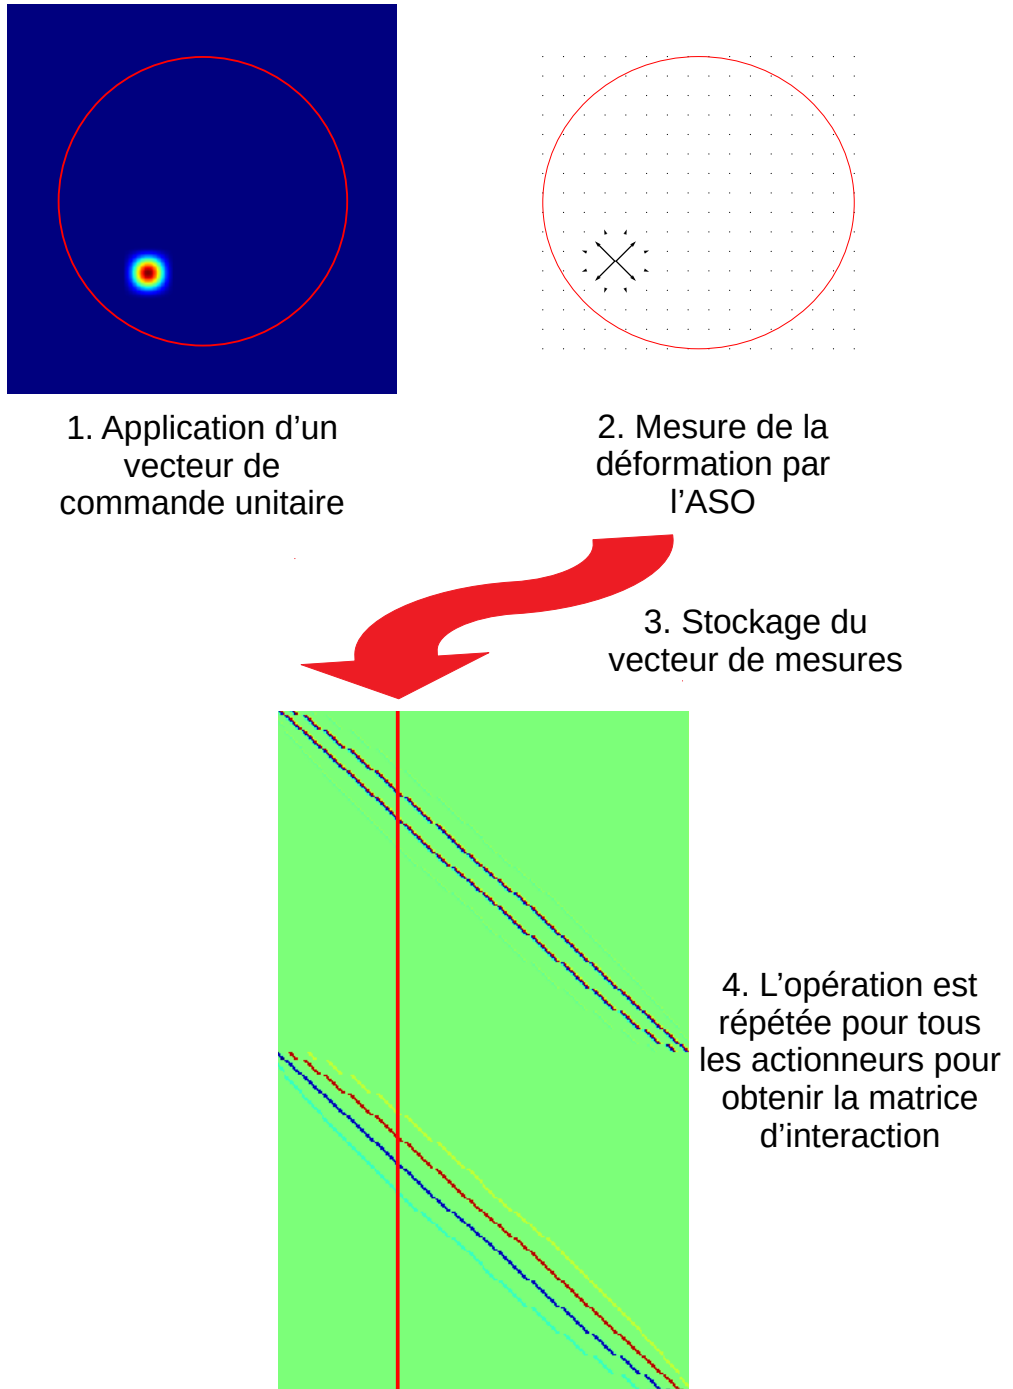 1. Application d’un
vecteur de
commande unitaire
2. Mesure de la
déformation par
l’ASO
3. Stockage du
vecteur de mesures
4. L’opération est
répétée pour tous
les actionneurs pour
obtenir la matrice
d’interaction